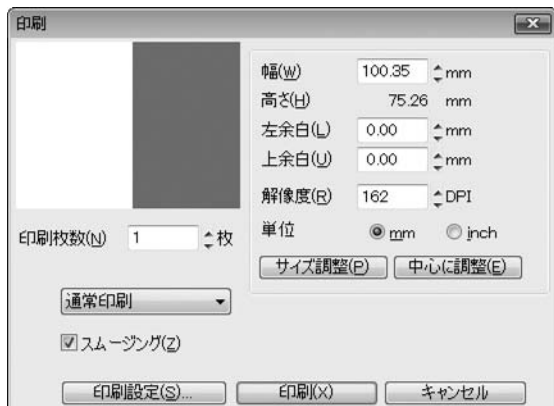 印刷
幅(W) 100.35 mm
高さ(H) 75.26 mm
左余白(L) 0.00 mm
上余白(U) 0.00 mm
解像度(R) 162 DPI
単位 mm inch
サイズ調整(P) 中心に調整(E)
印刷枚数(N) 1 枚
通常印刷
スムージング(Z)
印刷設定(S)... 印刷(X) キャンセル